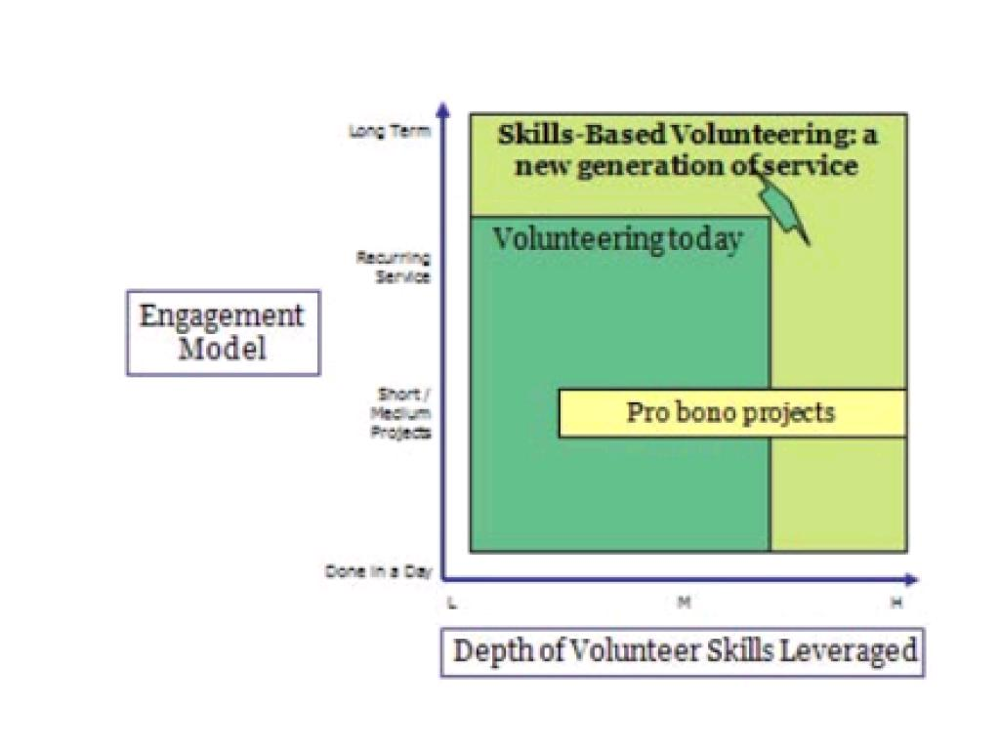 Long Term
Skills-Based Volunteering: a
new generation of service
Volunteering today
Recurring
Service
Engagement
Model
Short /
Medium
Projects
Pro bono projects
Done in a Day
L M H
Depth of Volunteer Skills Leveraged